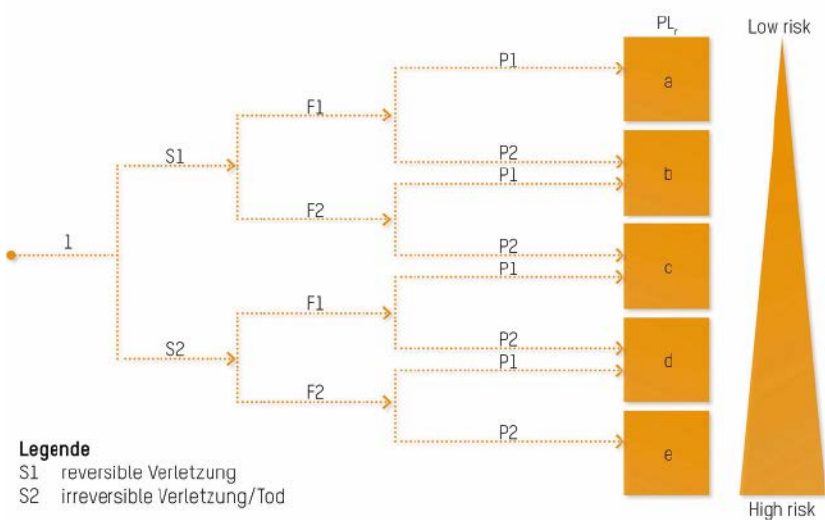 PLr
Low risk
P1
a
F1
P2
S1
P1
b
F2
1
P2
c
P1
F1
S2
P2
d
P1
F2
P2
e
Legende
S1 reversible Verletzung
S2 irreversible Verletzung/Tod
High risk